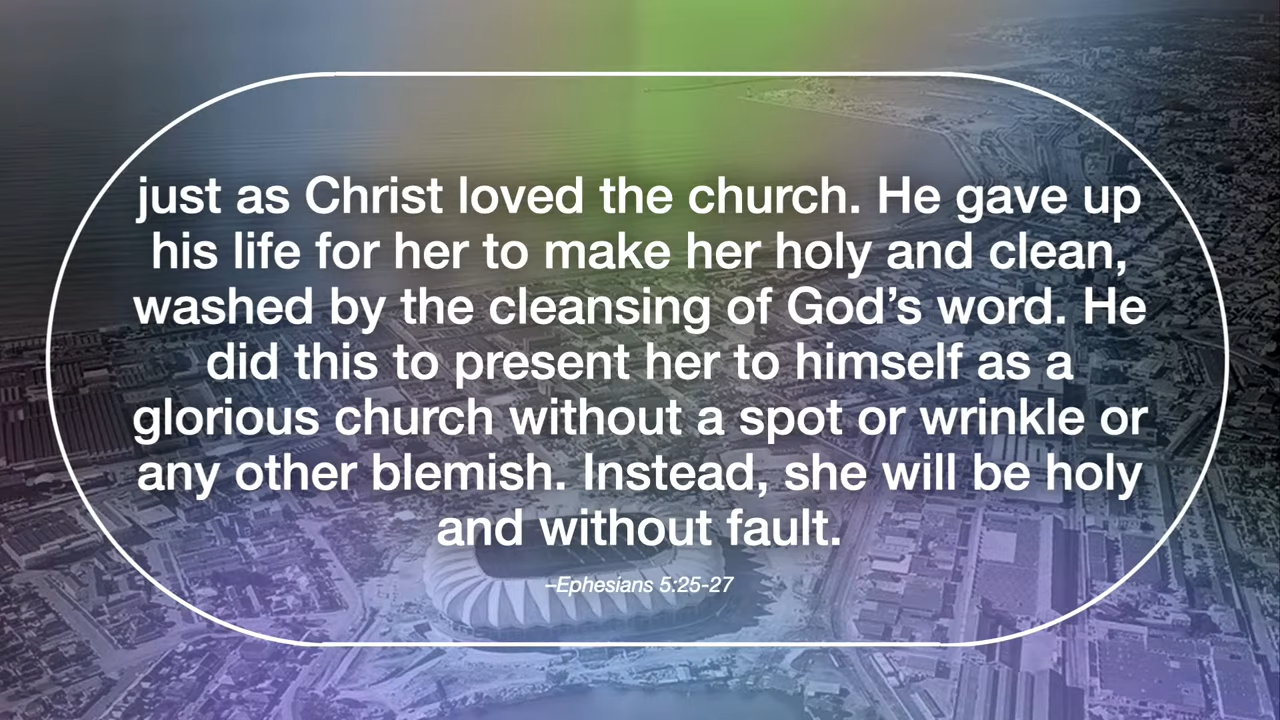 just as Christ loved the church. He gave up
his life for her to make her holy and clean,
washed by the cleansing of God’s word. He
did this to present her to himself as a
glorious church without a spot or wrinkle or
any other blemish. Instead, she will be holy
and without fault.
–Ephesians 5:25-27